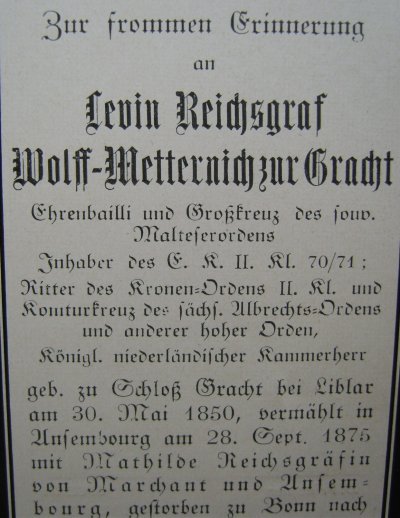 Zur frommen Erinnerung
an
Levin Reichsgraf
Wolff-Metternich zur Gracht
Ehrenbailli und Großkreuz des souv.
Malteserordens
Inhaber des E. K. II. Kl. 70/71;
Ritter des Kronen-Ordens II. Kl. und
Komturkreuz des sächs. Albrechts-Ordens
und anderer hoher Orden,
Königl. niederländischer Kammerherr
geb. zu Schloß Gracht bei Liblar
am 30. Mai 1850, vermählt in
Ansembourg am 28. Sept. 1875
mit Mathilde Reichsgräfin
von Marchant und Ansem-
bourg, gestorben zu Bonn nach